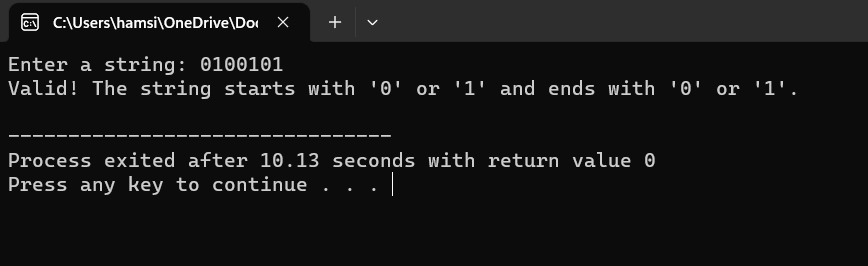 C:\Users\hamsi\OneDrive\Doc
Enter a string: 0100101
Valid! The string starts with '0' or '1' and ends with '0' or '1'.
--------------------------------
Process exited after 10.13 seconds with return value 0
Press any key to continue . . .